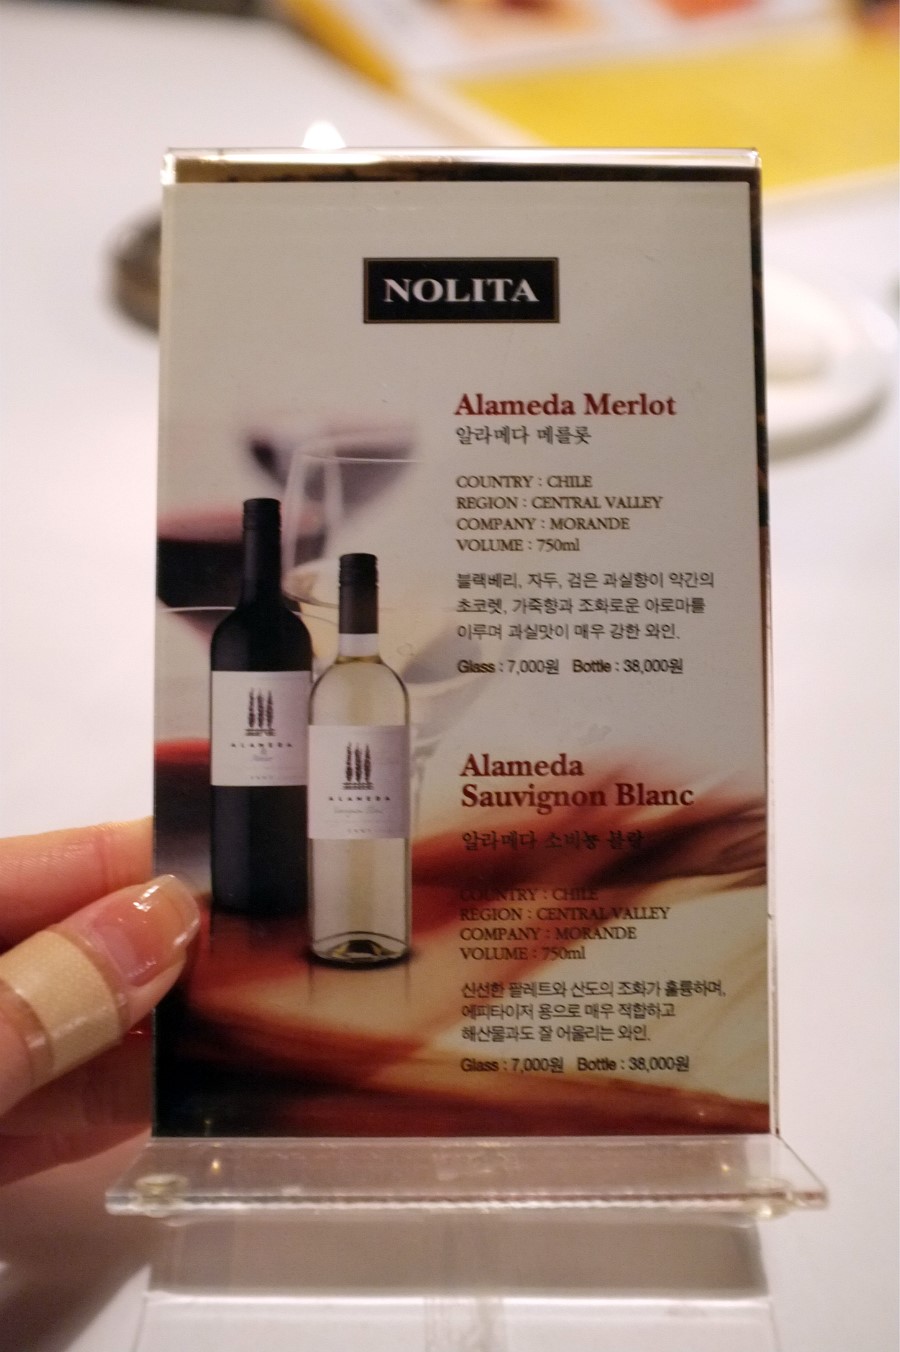 NOLITA
Alameda Merlot
알라메다 메를롯
COUNTRY : CHILE
REGION : CENTRAL VALLEY
COMPANY : MORANDE
VOLUME : 750ml
블랙베리, 자두, 검은 과실향이 약간의
초코렛, 가죽향과 조화로운 아로마를
이루며 과실맛이 매우 강한 와인.
Glass : 7,000원 Bottle : 38,000원
ALAMEDA
ALAMEDA
Alameda
Sauvignon Blanc
알라메다 소비뇽 블랑
COUNTRY : CHILE
REGION : CENTRAL VALLEY
COMPANY : MORANDE
VOLUME : 750ml
신선한 팔레트와 산도의 조화가 훌륭하며,
에피타이저 용으로 매우 적합하고
해산물과도 잘 어울리는 와인.
Glass : 7,000원 Bottle : 38,000원